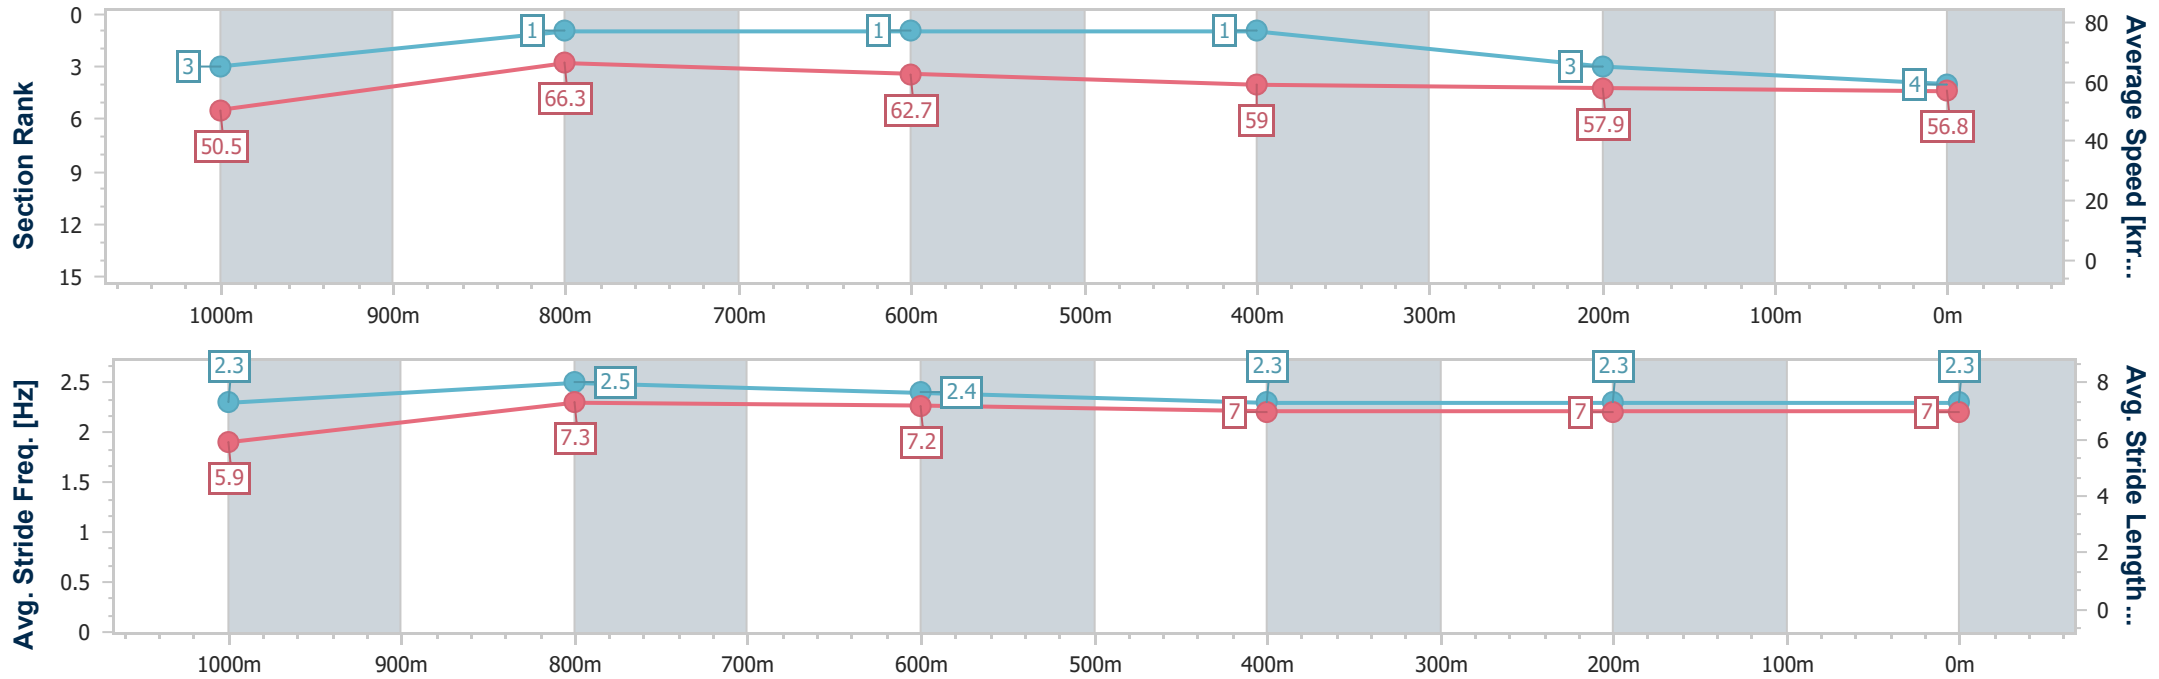 Section Rank
0
3
6
9
12
15
3
1
1
1
3
4
50.5
66.3
62.7
59
57.9
56.8
80
60
40
20
0
Average Speed [km...
1000m
900m
800m
700m
600m
500m
400m
300m
200m
100m
0m
Avg. Stride Freq. [Hz]
2.5
2
1.5
1
0.5
0
2.3
2.5
2.4
2.3
2.3
2.3
5.9
7.3
7.2
7
7
7
8
6
4
2
0
Avg. Stride Length...
1000m
900m
800m
700m
600m
500m
400m
300m
200m
100m
0m